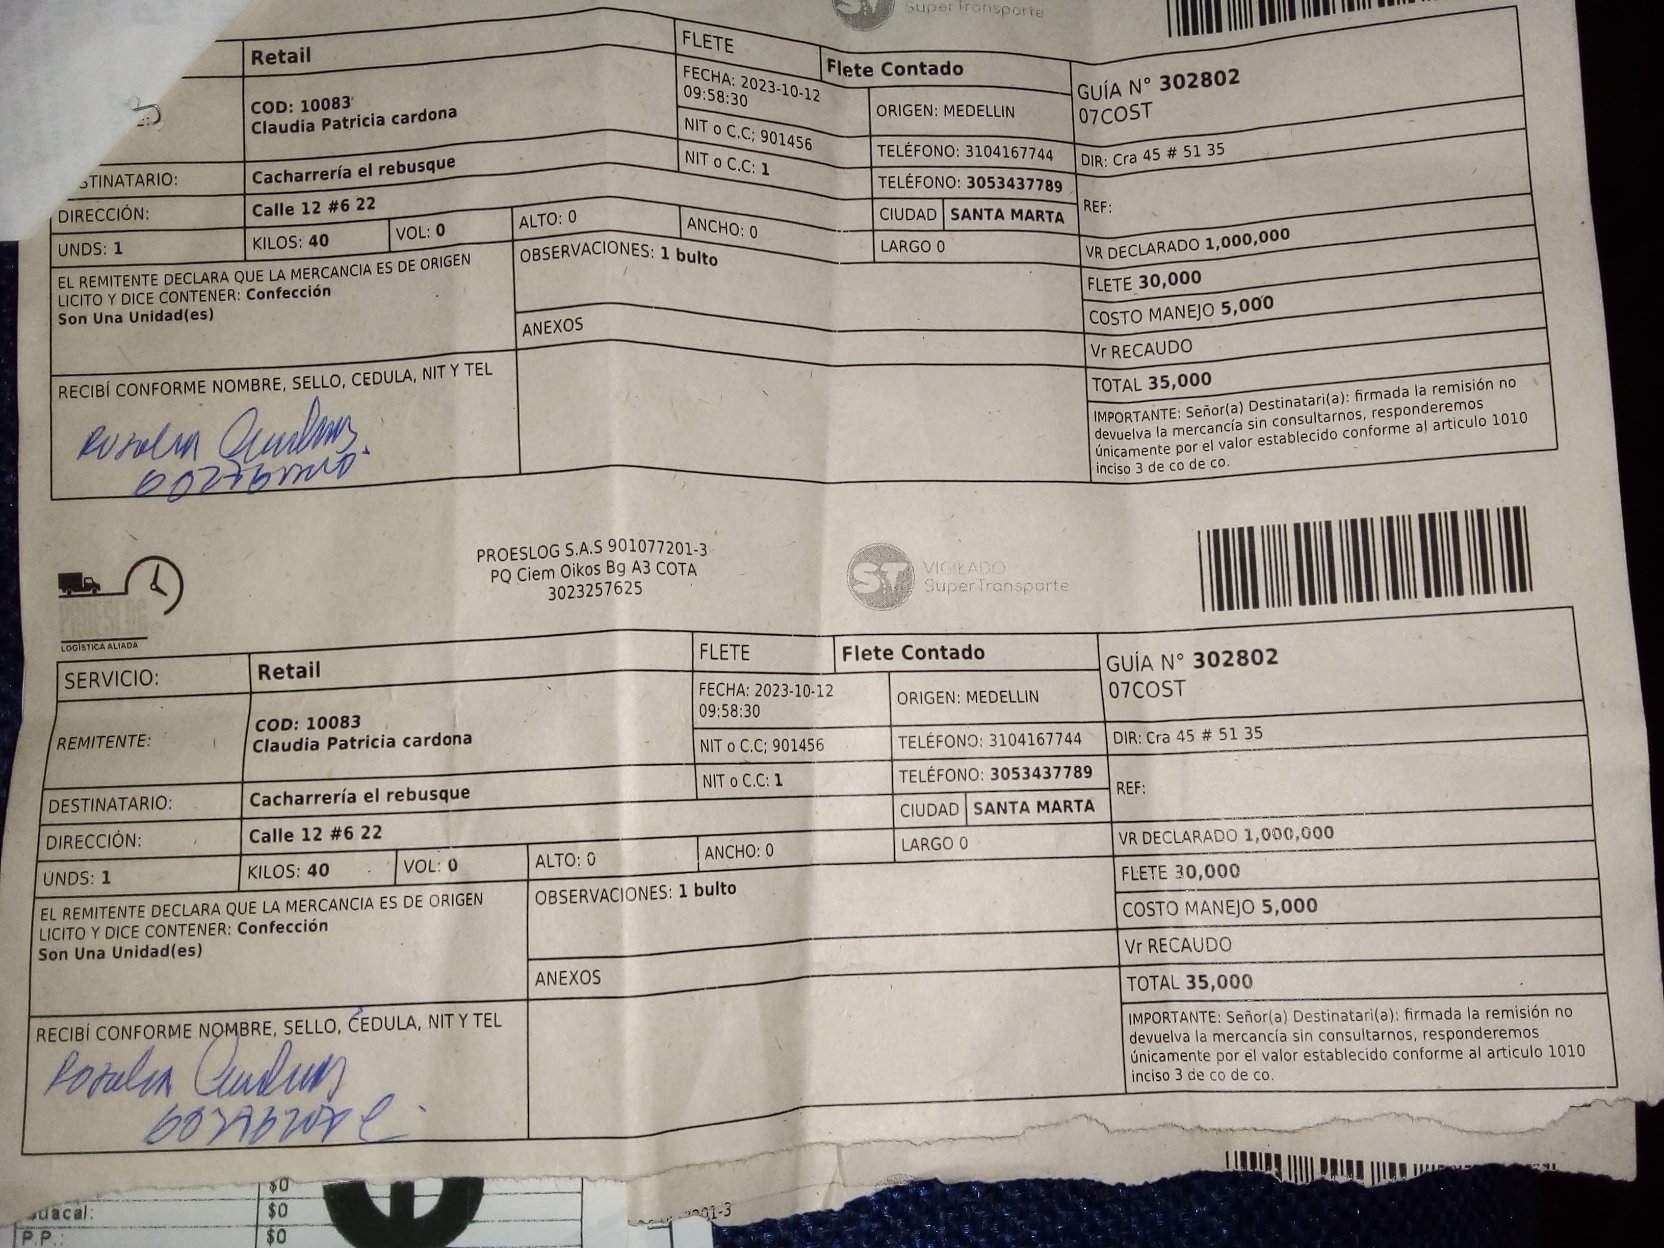 SuperTransporte
Retail
FLETE
Flete Contado
GUÍA N° 302802
07COST
COD: 10083
Claudia Patricia cardona
FECHA: 2023-10-12
09:58:30
ORIGEN: MEDELLIN
NIT o C.C; 901456
TELÉFONO: 3104167744
DIR: Cra 45 # 51 35
STINATARIO:
Cacharrería el rebusque
NIT o C.C: 1
TELÉFONO: 3053437789
REF:
DIRECCIÓN:
Calle 12 #6 22
CIUDAD
SANTA MARTA
UNDS: 1
KILOS: 40
VOL: 0
ALTO: 0
ANCHO: 0
LARGO 0
VR DECLARADO 1,000,000
EL REMITENTE DECLARA QUE LA MERCANCIA ES DE ORIGEN
LICITO Y DICE CONTENER: Confección
Son Una Unidad(es)
OBSERVACIONES: 1 bulto
FLETE 30,000
COSTO MANEJO 5,000
ANEXOS
Vr RECAUDO
TOTAL 35,000
RECIBÍ CONFORME NOMBRE, SELLO, CEDULA, NIT Y TEL
IMPORTANTE: Señor(a) Destinatari(a): firmada la remisión no
devuelva la mercancía sin consultarnos, responderemos
únicamente por el valor establecido conforme al articulo 1010
inciso 3 de co de co.
PROESLOG
LOGÍSTICA ALIADA
PROESLOG S.A.S 901077201-3
PQ Ciem Oikos Bg A3 COTA
3023257625
ST
VIGILADO
SuperTransporte
SERVICIO:
Retail
FLETE
Flete Contado
GUÍA N° 302802
07COST
REMITENTE:
COD: 10083
Claudia Patricia cardona
FECHA: 2023-10-12
09:58:30
ORIGEN: MEDELLIN
NIT o C.C; 901456
TELÉFONO: 3104167744
DIR: Cra 45 # 51 35
DESTINATARIO:
Cacharrería el rebusque
NIT o C.C: 1
TELÉFONO: 3053437789
REF:
DIRECCIÓN:
Calle 12 #6 22
CIUDAD
SANTA MARTA
UNDS: 1
KILOS: 40
VOL: 0
ALTO: 0
ANCHO: 0
LARGO 0
VR DECLARADO 1,000,000
EL REMITENTE DECLARA QUE LA MERCANCIA ES DE ORIGEN
LICITO Y DICE CONTENER: Confección
Son Una Unidad(es)
OBSERVACIONES: 1 bulto
FLETE 30,000
COSTO MANEJO 5,000
Vr RECAUDO
ANEXOS
TOTAL 35,000
RECIBÍ CONFORME NOMBRE, SELLO, CEDULA, NIT Y TEL
IMPORTANTE: Señor(a) Destinatari(a): firmada la remisión no
devuelva la mercancía sin consultarnos, responderemos
únicamente por el valor establecido conforme al articulo 1010
inciso 3 de co de co.
$0
uacal:
$0
P.P.:
$0